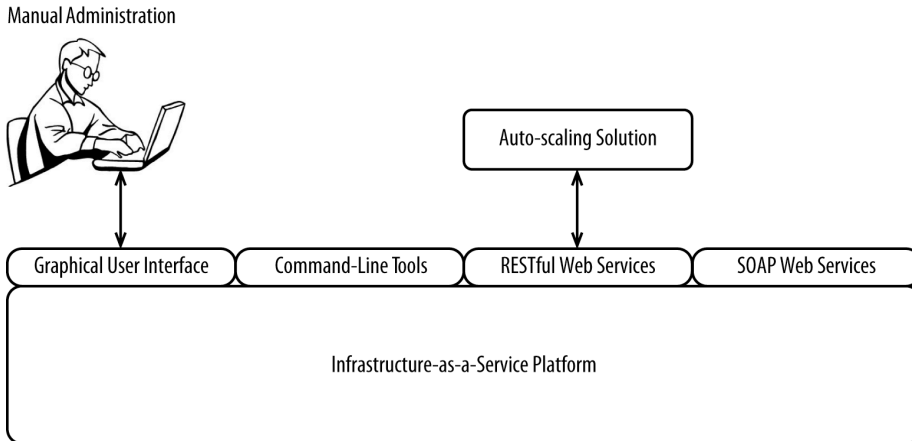 Manual Administration
Auto-scaling Solution
Graphical User Interface
Command-Line Tools
RESTful Web Services
SOAP Web Services
Infrastructure-as-a-Service Platform